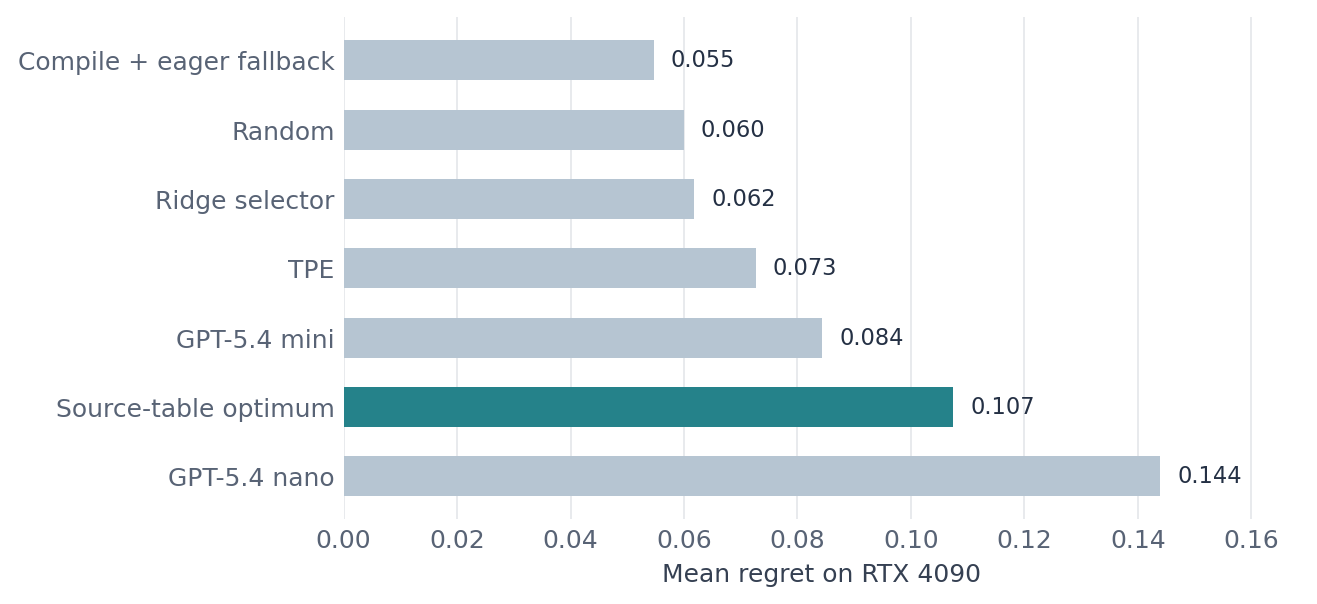 Compile + eager fallback 0.055
Random 0.060
Ridge selector 0.062
TPE 0.073
GPT-5.4 mini 0.084
Source-table optimum 0.107
GPT-5.4 nano 0.144
0.00 0.02 0.04 0.06 0.08 0.10 0.12 0.14 0.16
Mean regret on RTX 4090